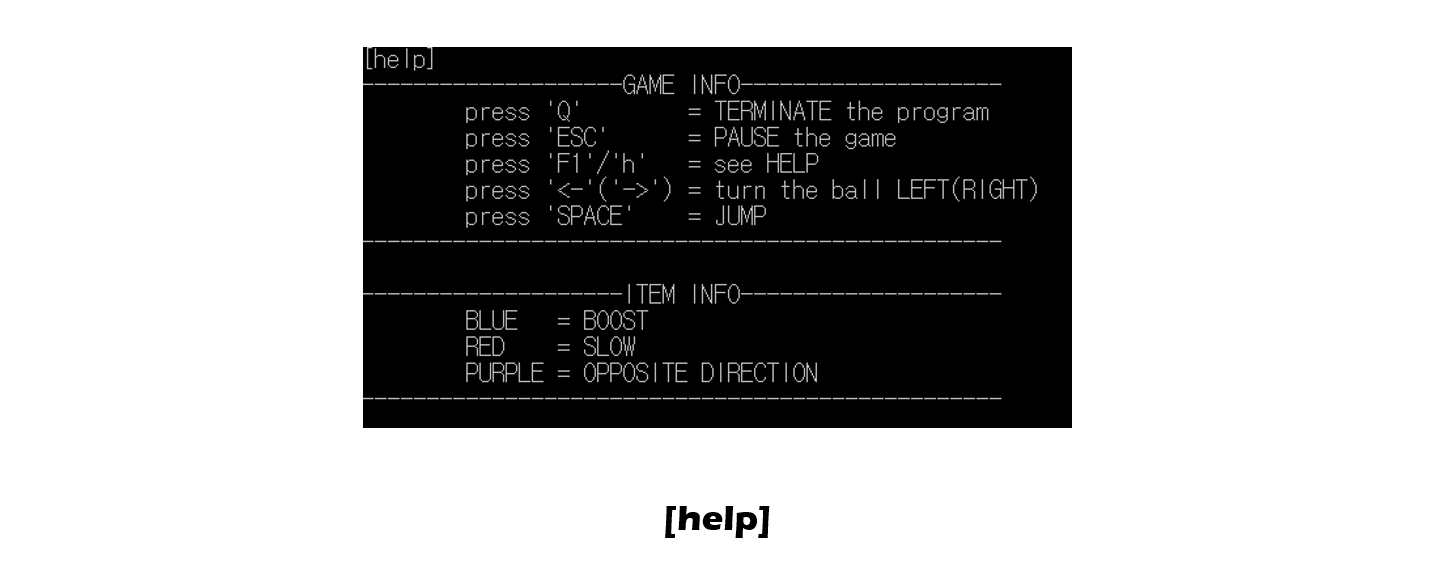 [help]
--------------------GAME INFO--------------------
press 'Q' = TERMINATE the program
press 'ESC' = PAUSE the game
press 'F1'/'h' = see HELP
press '<-'('->') = turn the ball LEFT(RIGHT)
press 'SPACE' = JUMP
-------------------------------------------------
--------------------ITEM INFO--------------------
BLUE = BOOST
RED = SLOW
PURPLE = OPPOSITE DIRECTION
-------------------------------------------------
[help]